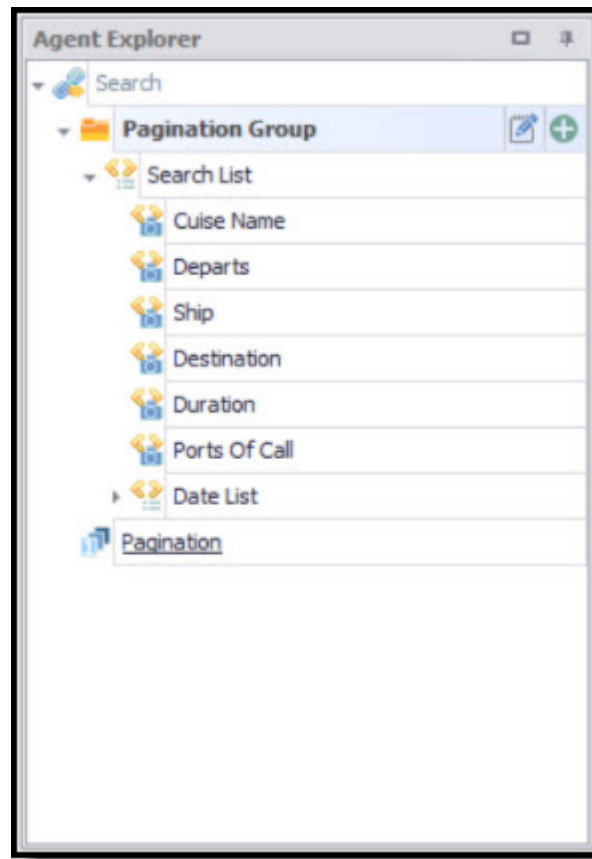 Agent Explorer
Search
Pagination Group
Search List
Cuise Name
Departs
Ship
Destination
Duration
Ports Of Call
Date List
Pagination